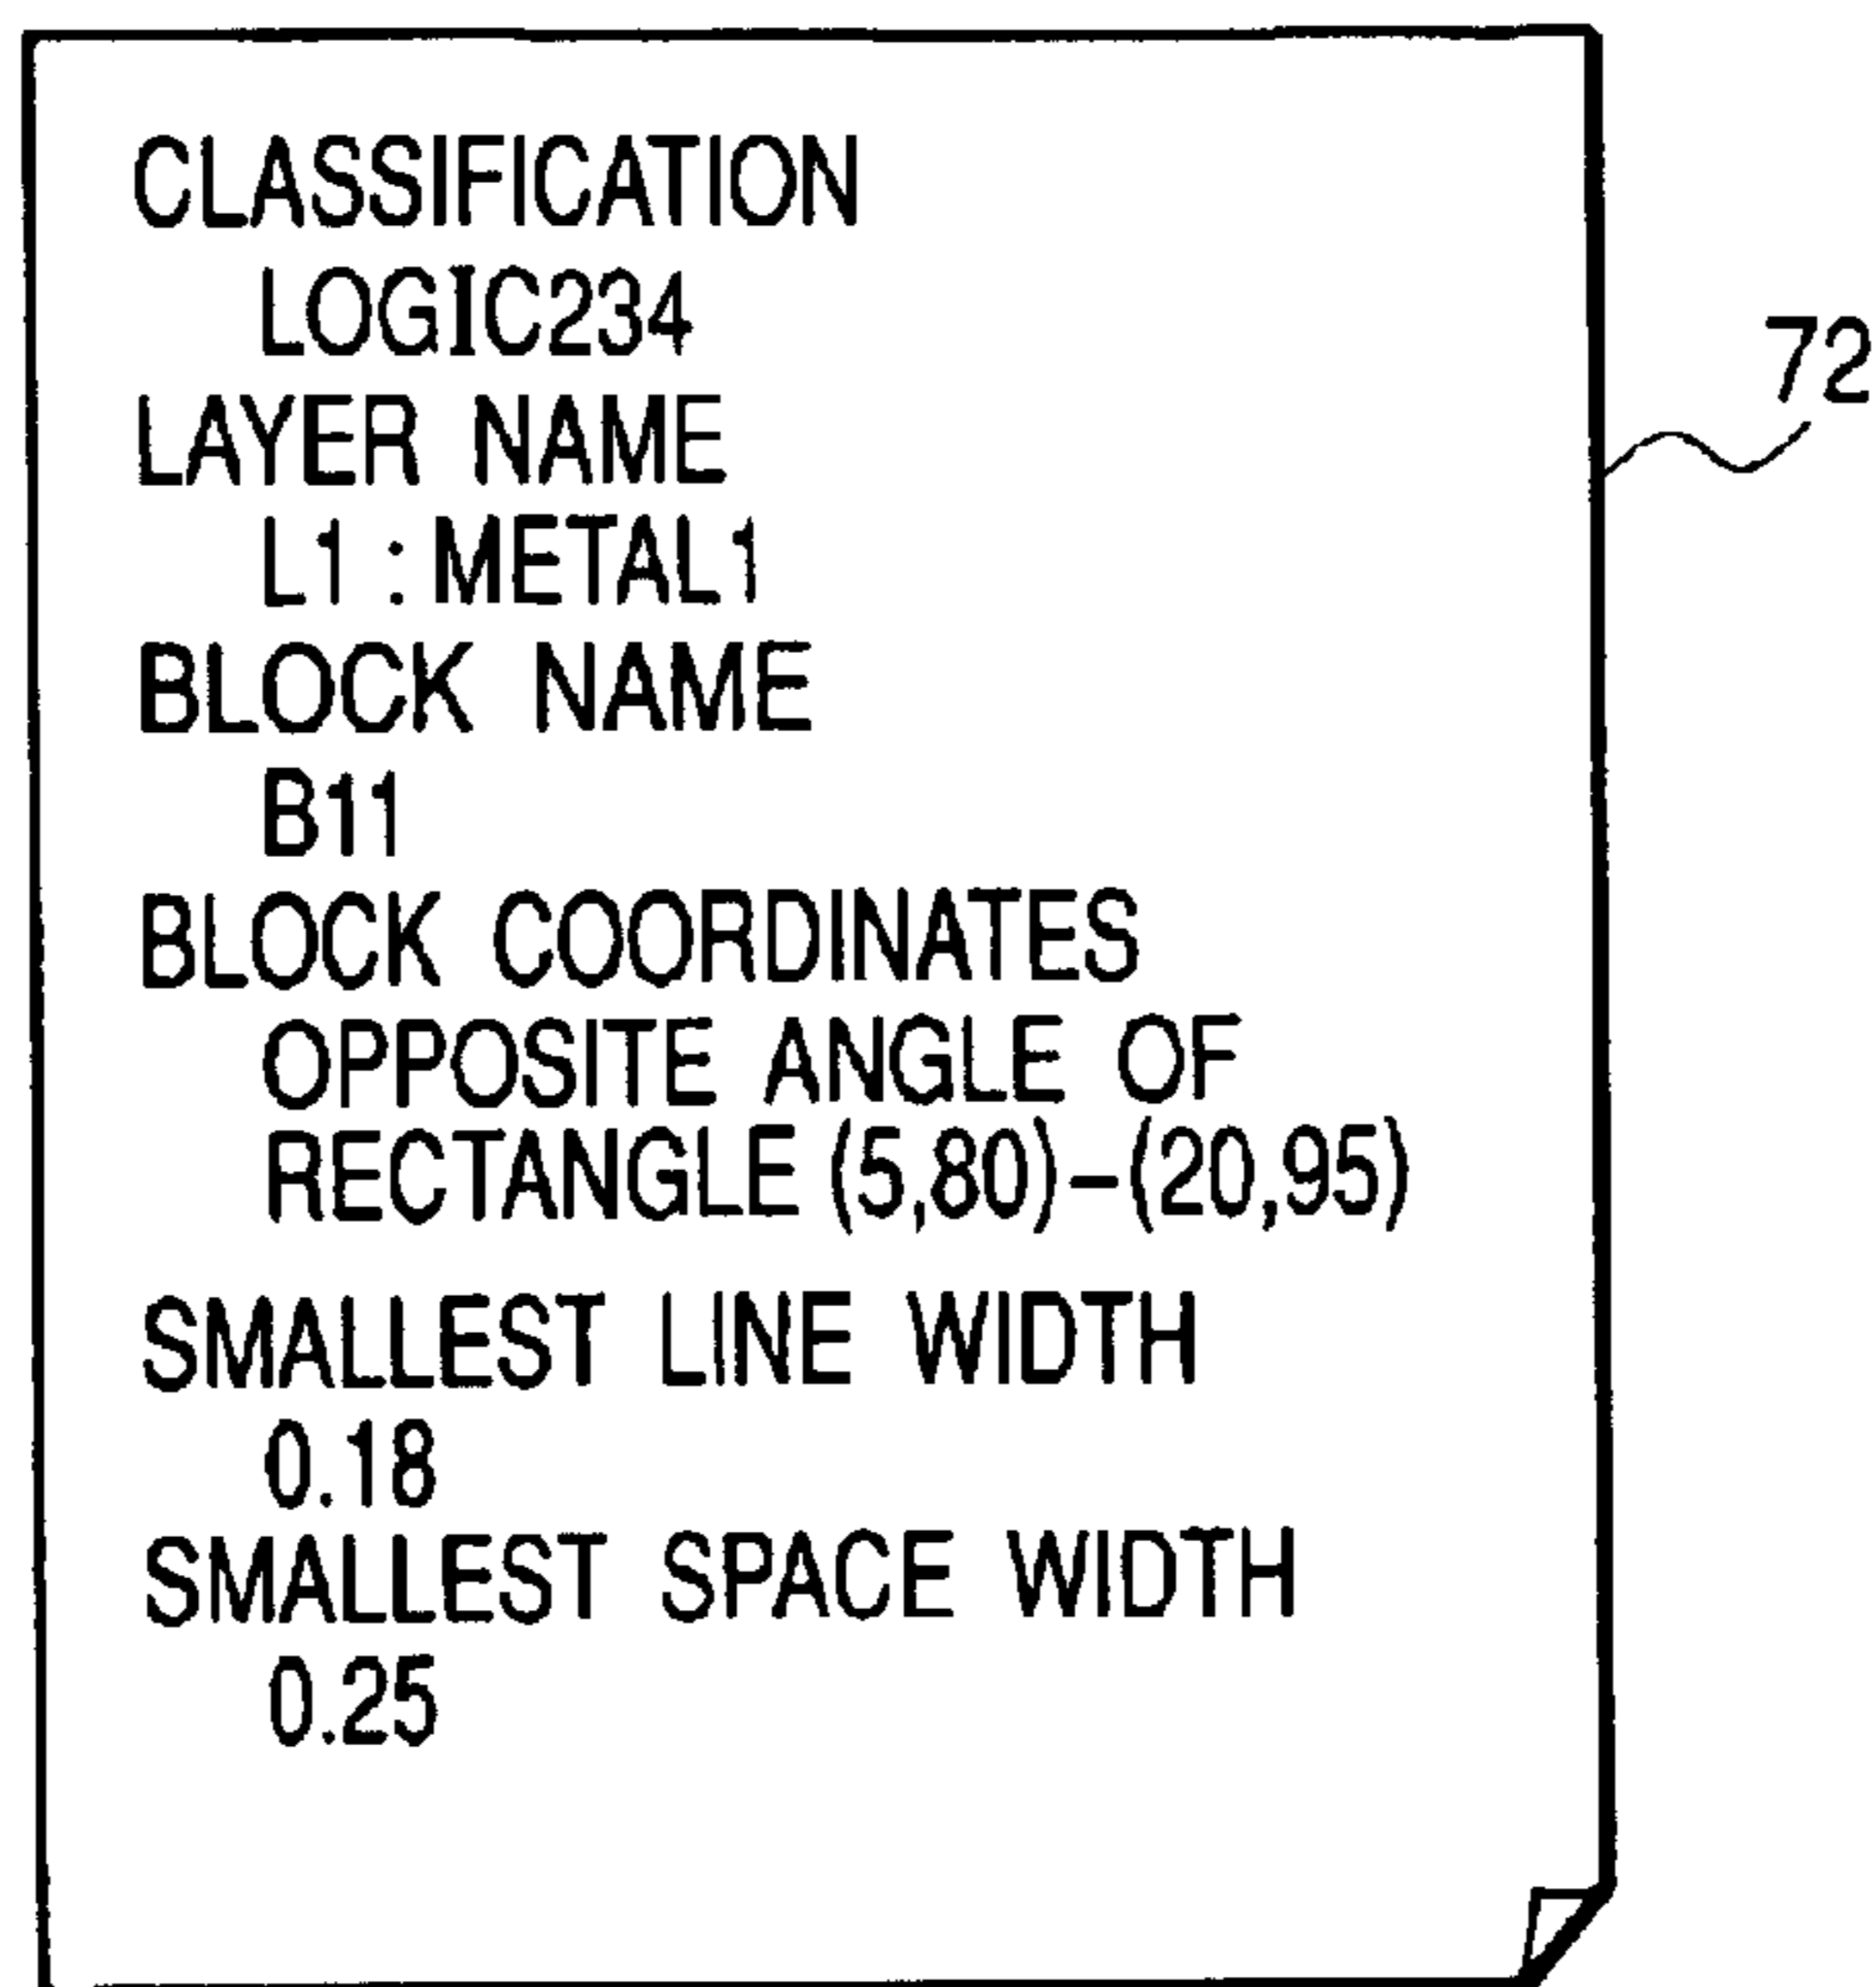 CLASSIFICATION
LOGIC234
LAYER NAME
L1 : METAL1
BLOCK NAME
B11
BLOCK COORDINATES
OPPOSITE ANGLE OF
RECTANGLE (5,80)–(20,95)
SMALLEST LINE WIDTH
0.18
SMALLEST SPACE WIDTH
0.25
72